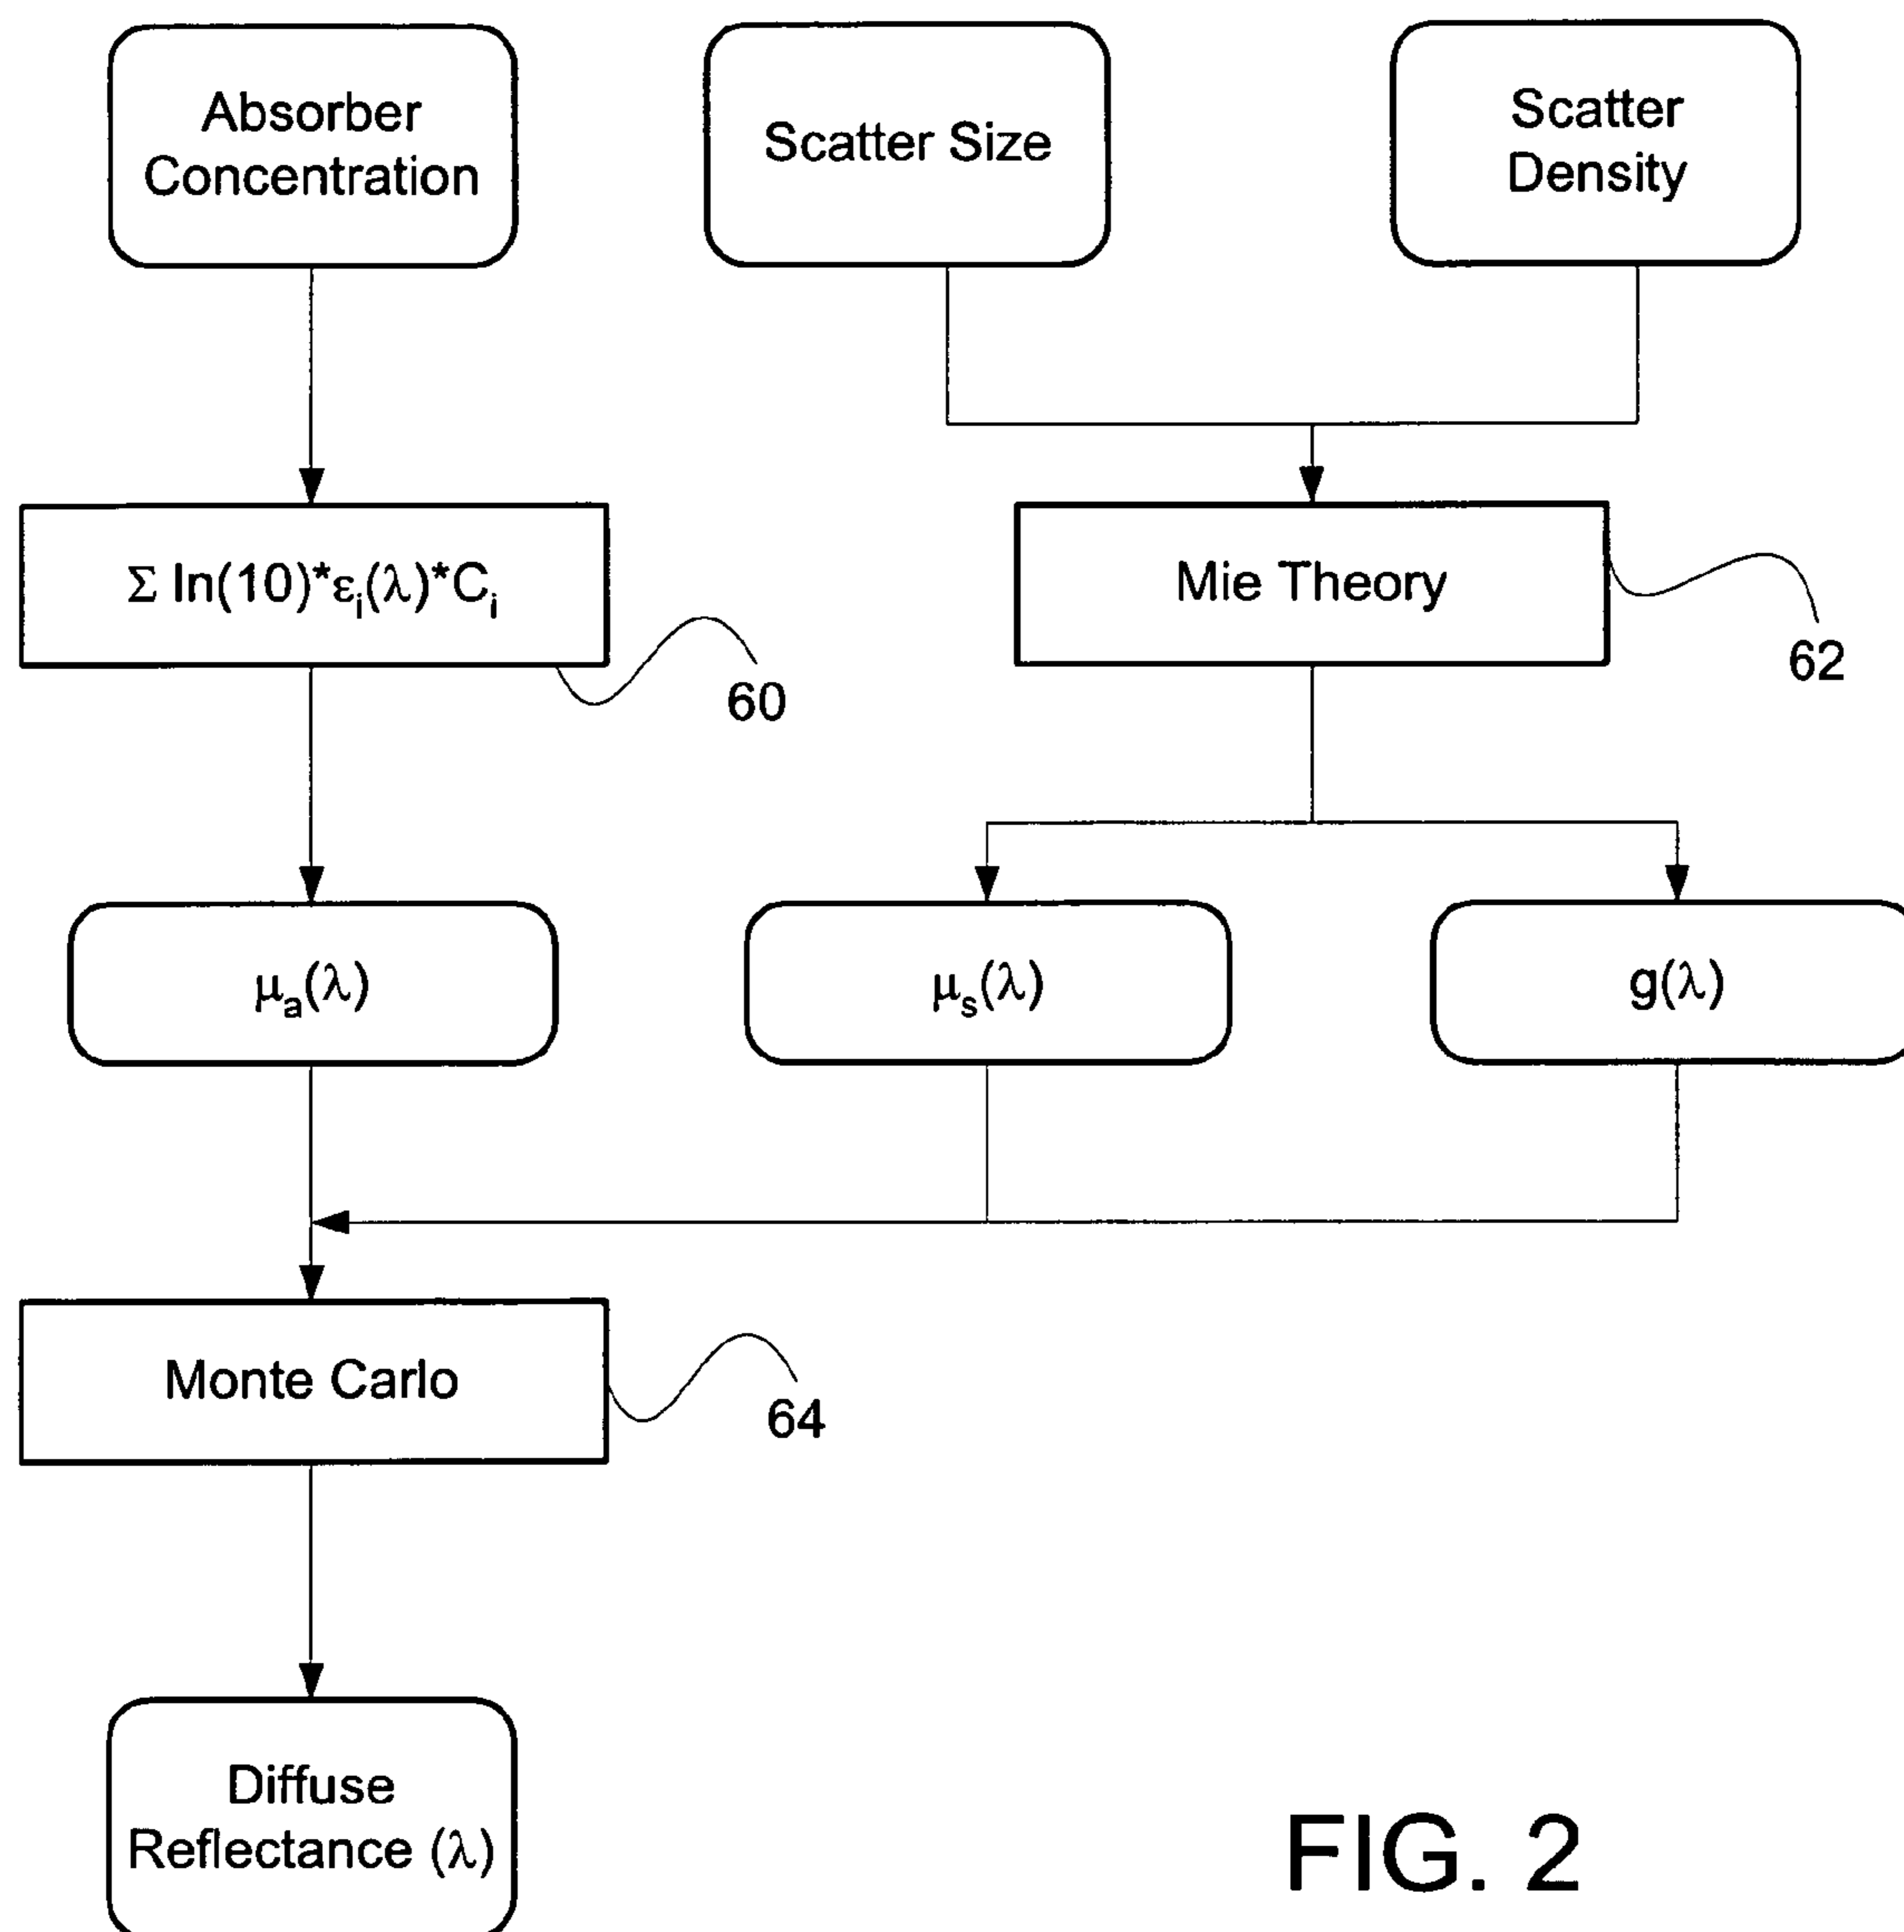 Absorber
Concentration
Scatter Size
Scatter
Density
Σ ln(10)*εᵢ(λ)*Cᵢ
60
Mie Theory
62
μₐ(λ)
μₛ(λ)
g(λ)
Monte Carlo
64
Diffuse
Reflectance (λ)
FIG. 2